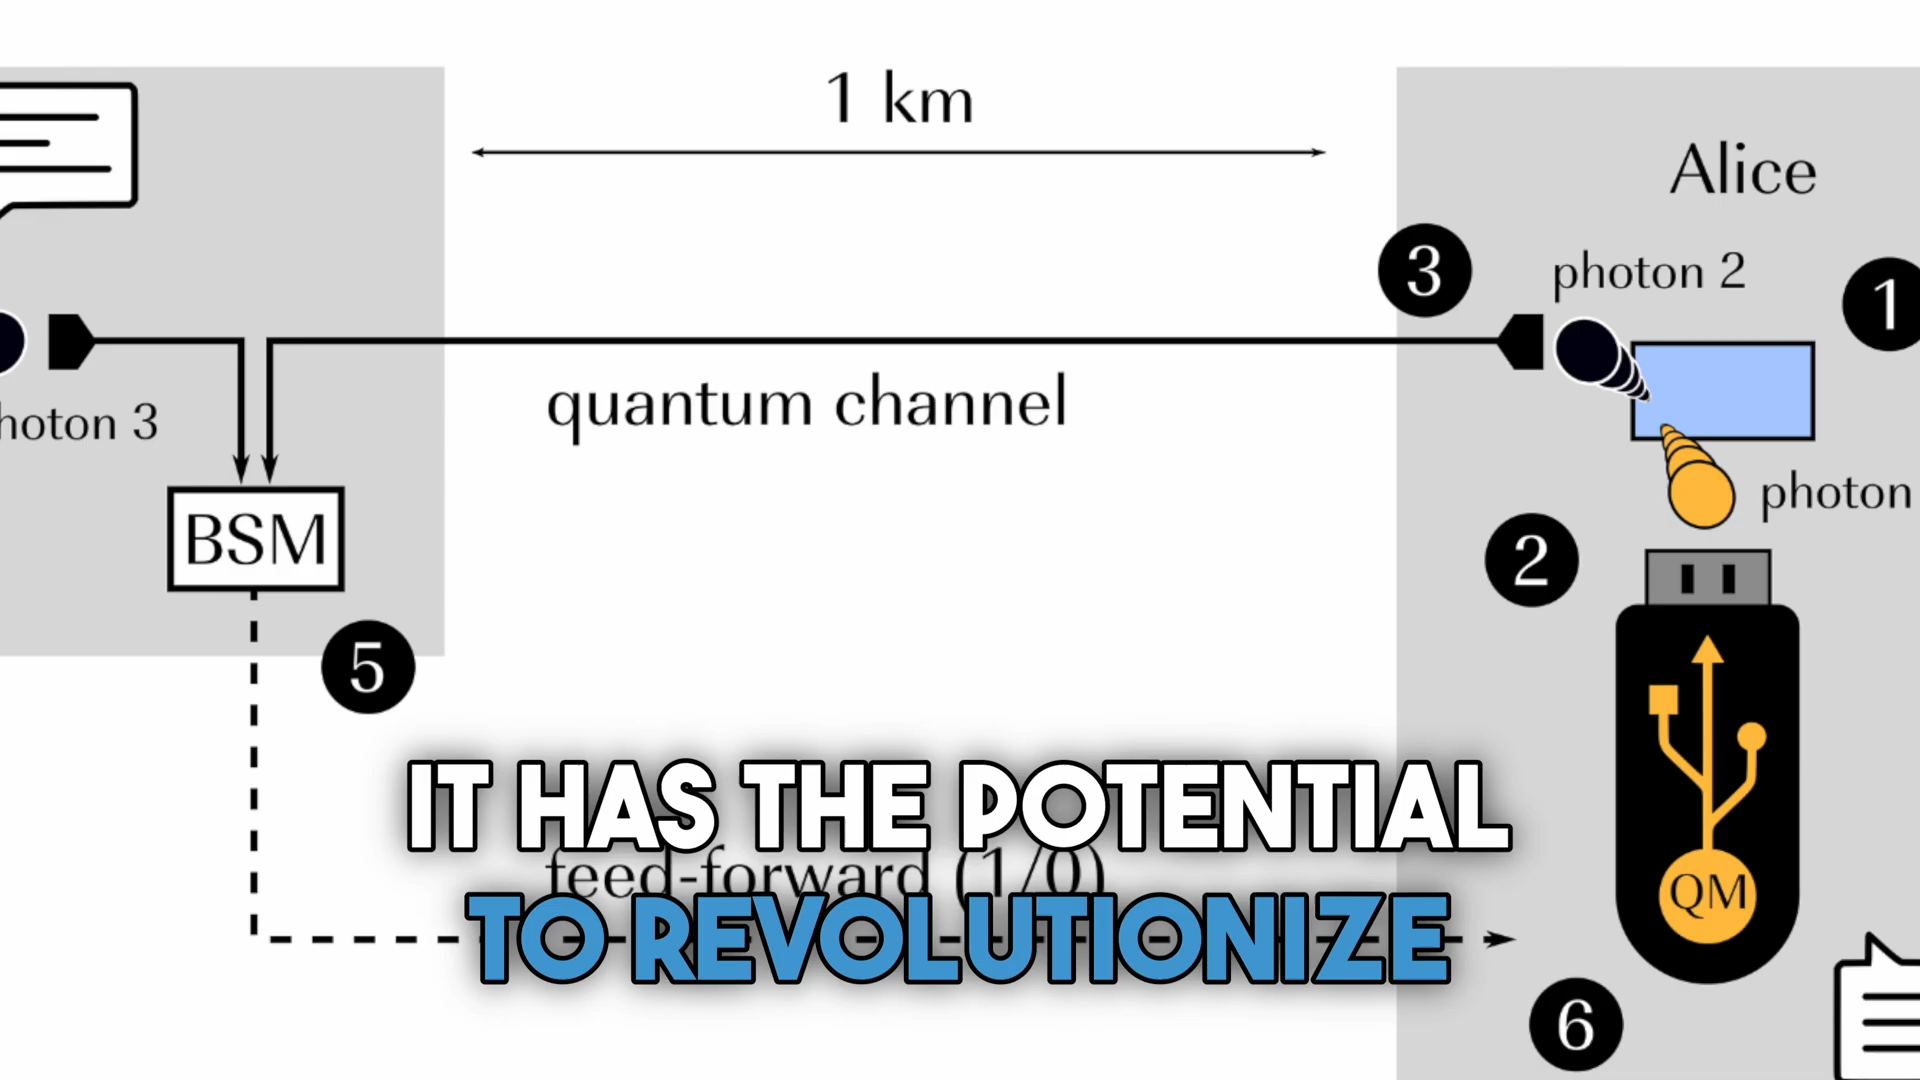 1 km
Alice
3
photon 2
1
quantum channel
hoton 3
photon
BSM
2
5
IT HAS THE POTENTIAL
feed-forward (1/0)
TO REVOLUTIONIZE
QM
6